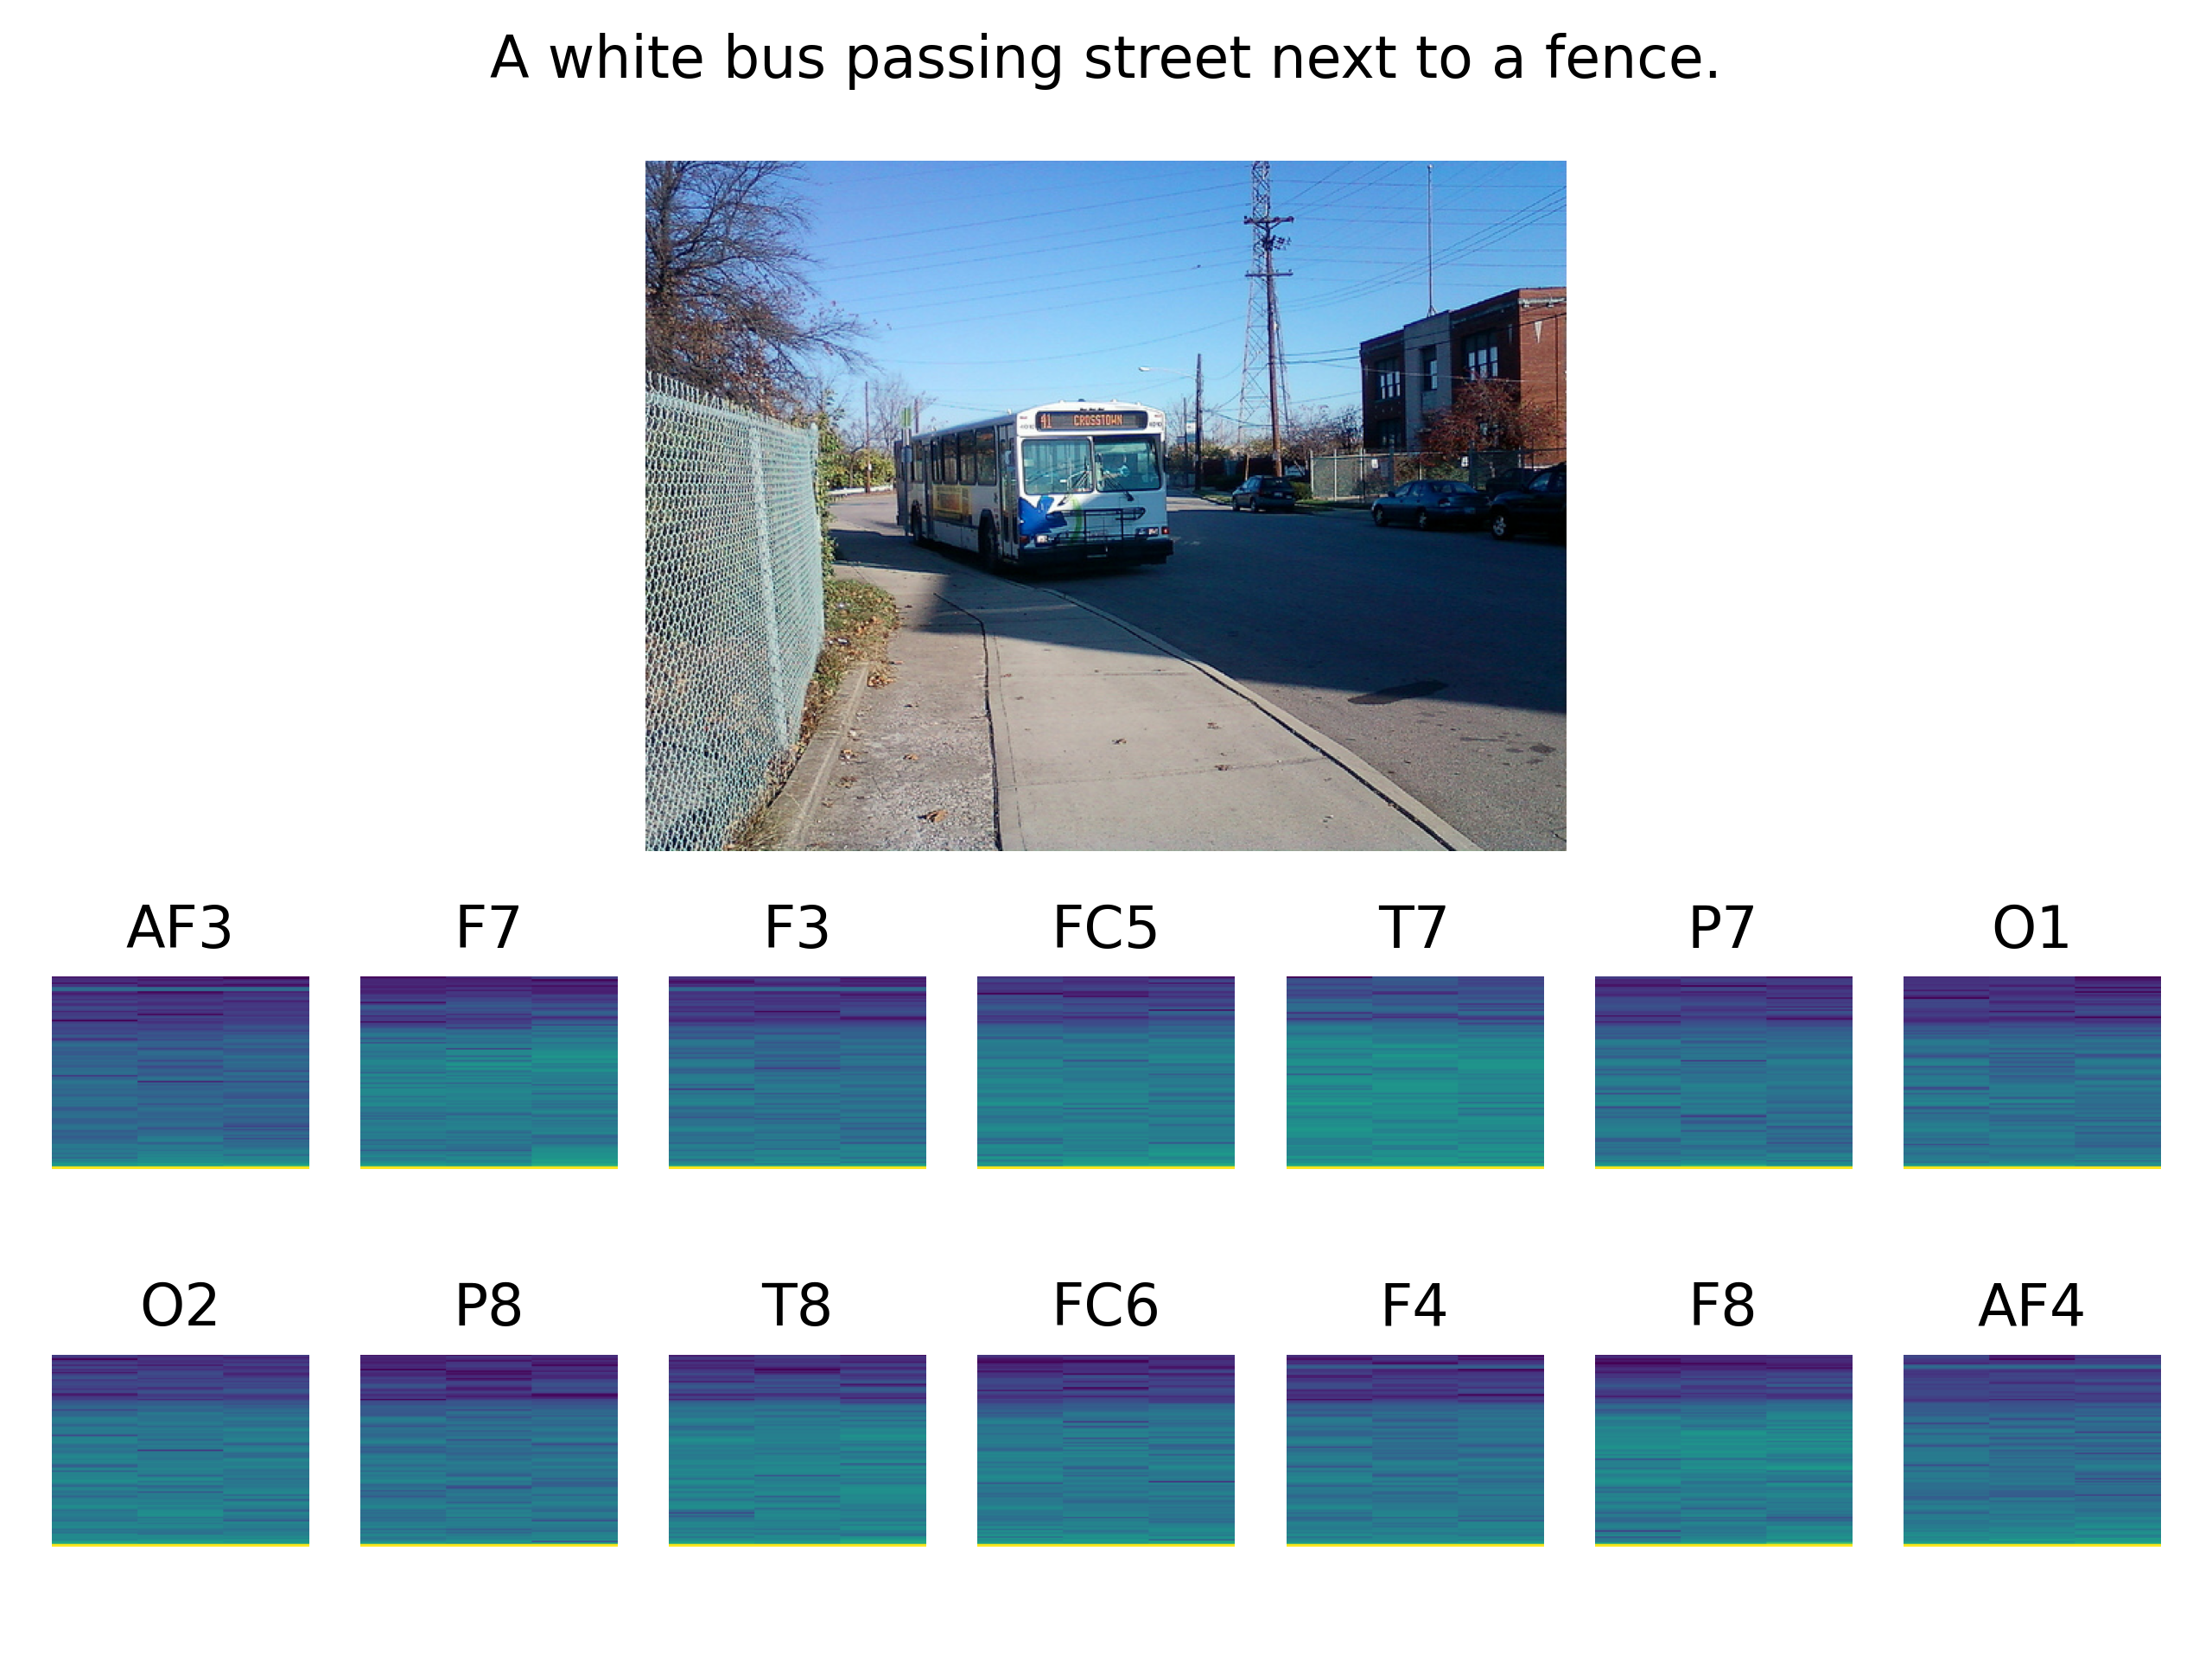 A white bus passing street next to a fence.
41 CROSSTOWN
AF3 F7 F3 FC5 T7 P7 O1
O2 P8 T8 FC6 F4 F8 AF4